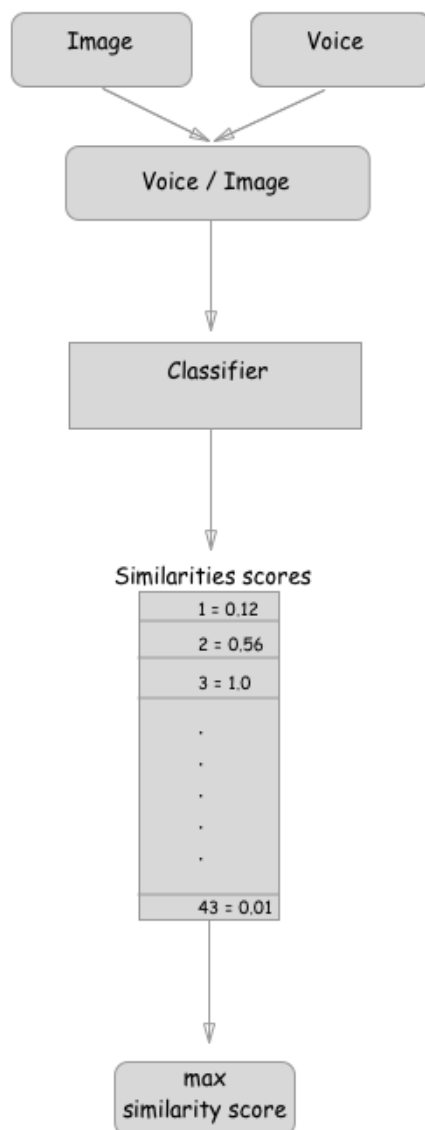 Image
Voice
Voice / Image
Classifier
Similarities scores
1 = 0.12
2 = 0.56
3 = 1.0
.
.
.
.
.
43 = 0.01
max
similarity score